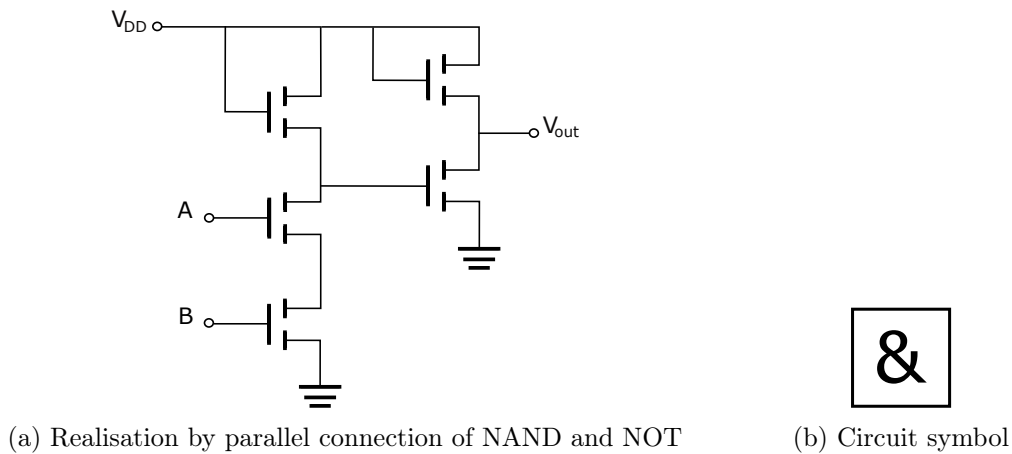 VDD
Vout
A
B
&
(a) Realisation by parallel connection of NAND and NOT
(b) Circuit symbol